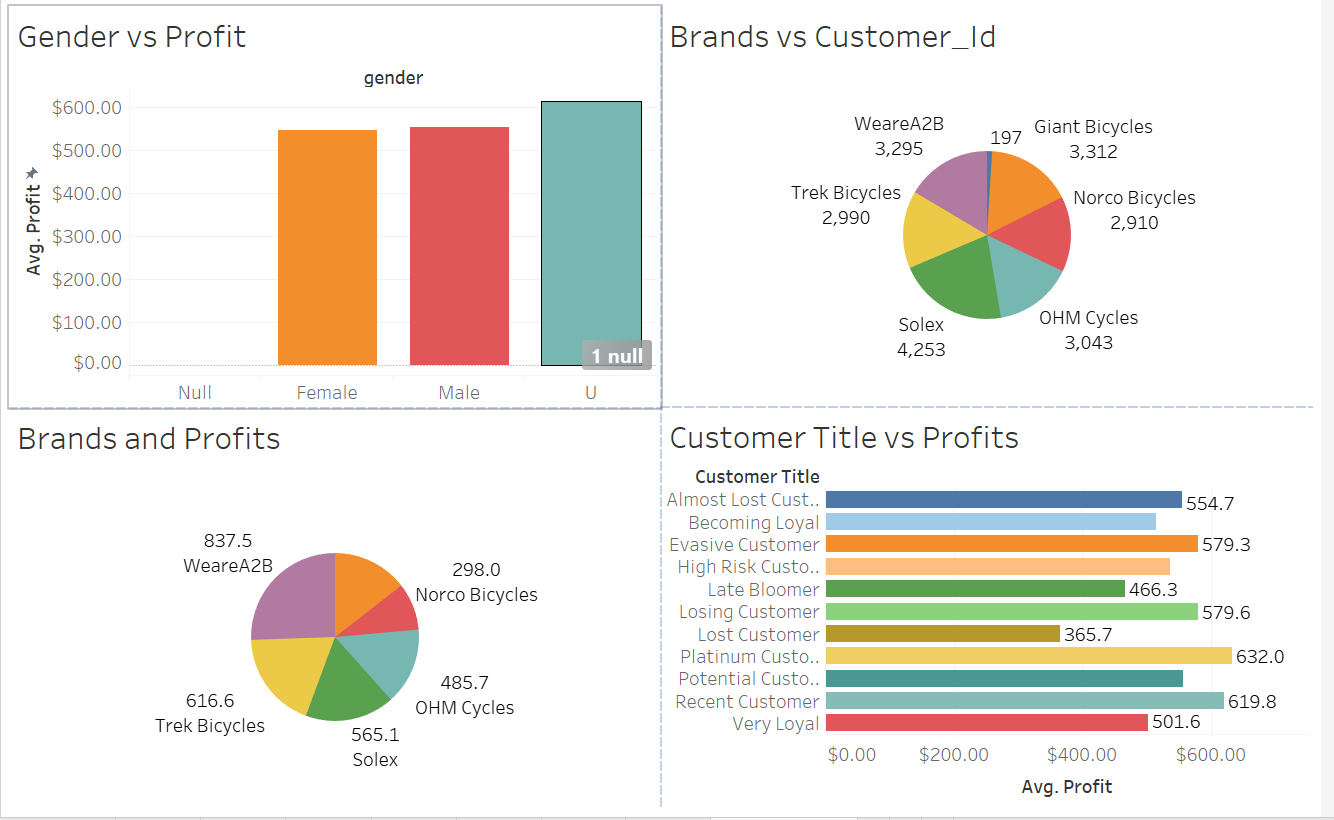 Gender vs Profit
gender
$600.00
$500.00
$400.00
$300.00
$200.00
$100.00
$0.00
Avg. Profit
Null
Female
Male
U
1 null
Brands vs Customer_Id
WeareA2B
3,295
197
Giant Bicycles
3,312
Trek Bicycles
2,990
Norco Bicycles
2,910
Solex
4,253
OHM Cycles
3,043
Brands and Profits
837.5
WeareA2B
298.0
Norco Bicycles
485.7
OHM Cycles
616.6
Trek Bicycles
565.1
Solex
Customer Title vs Profits
Customer Title
Almost Lost Cust.. 554.7
Becoming Loyal
Evasive Customer 579.3
High Risk Custo..
Late Bloomer 466.3
Losing Customer 579.6
Lost Customer 365.7
Platinum Custo.. 632.0
Potential Custo..
Recent Customer 619.8
Very Loyal 501.6
$0.00 $200.00 $400.00 $600.00
Avg. Profit